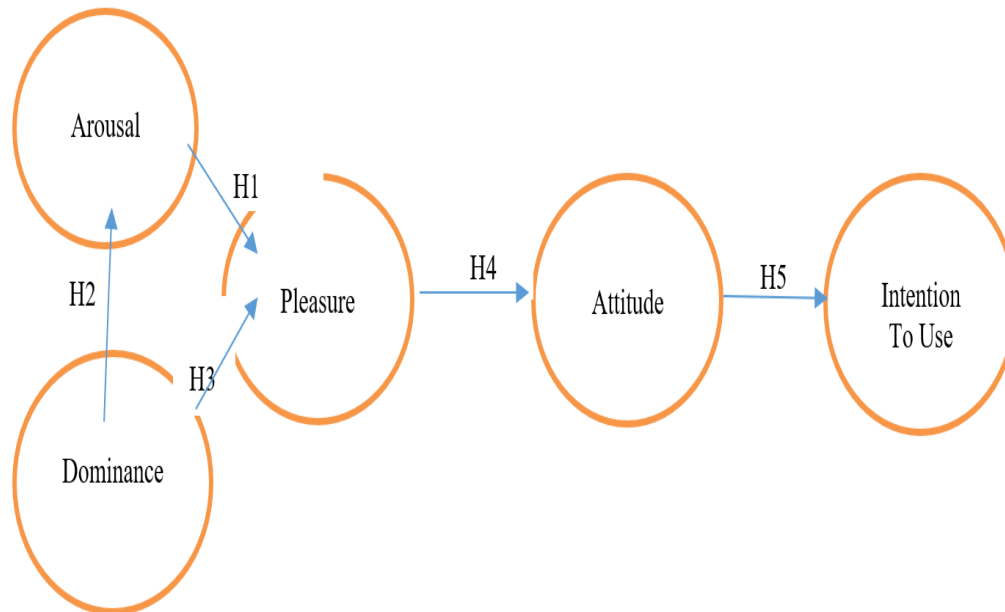 Arousal
H1
H2
Pleasure
H4
Attitude
H5
Intention
To Use
H3
Dominance